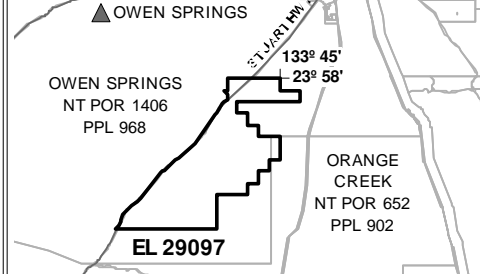 OWEN SPRINGS
STUART HW
133º 45'
23º 58'
OWEN SPRINGS
NT POR 1406
PPL 968
ORANGE
CREEK
NT POR 652
PPL 902
EL 29097